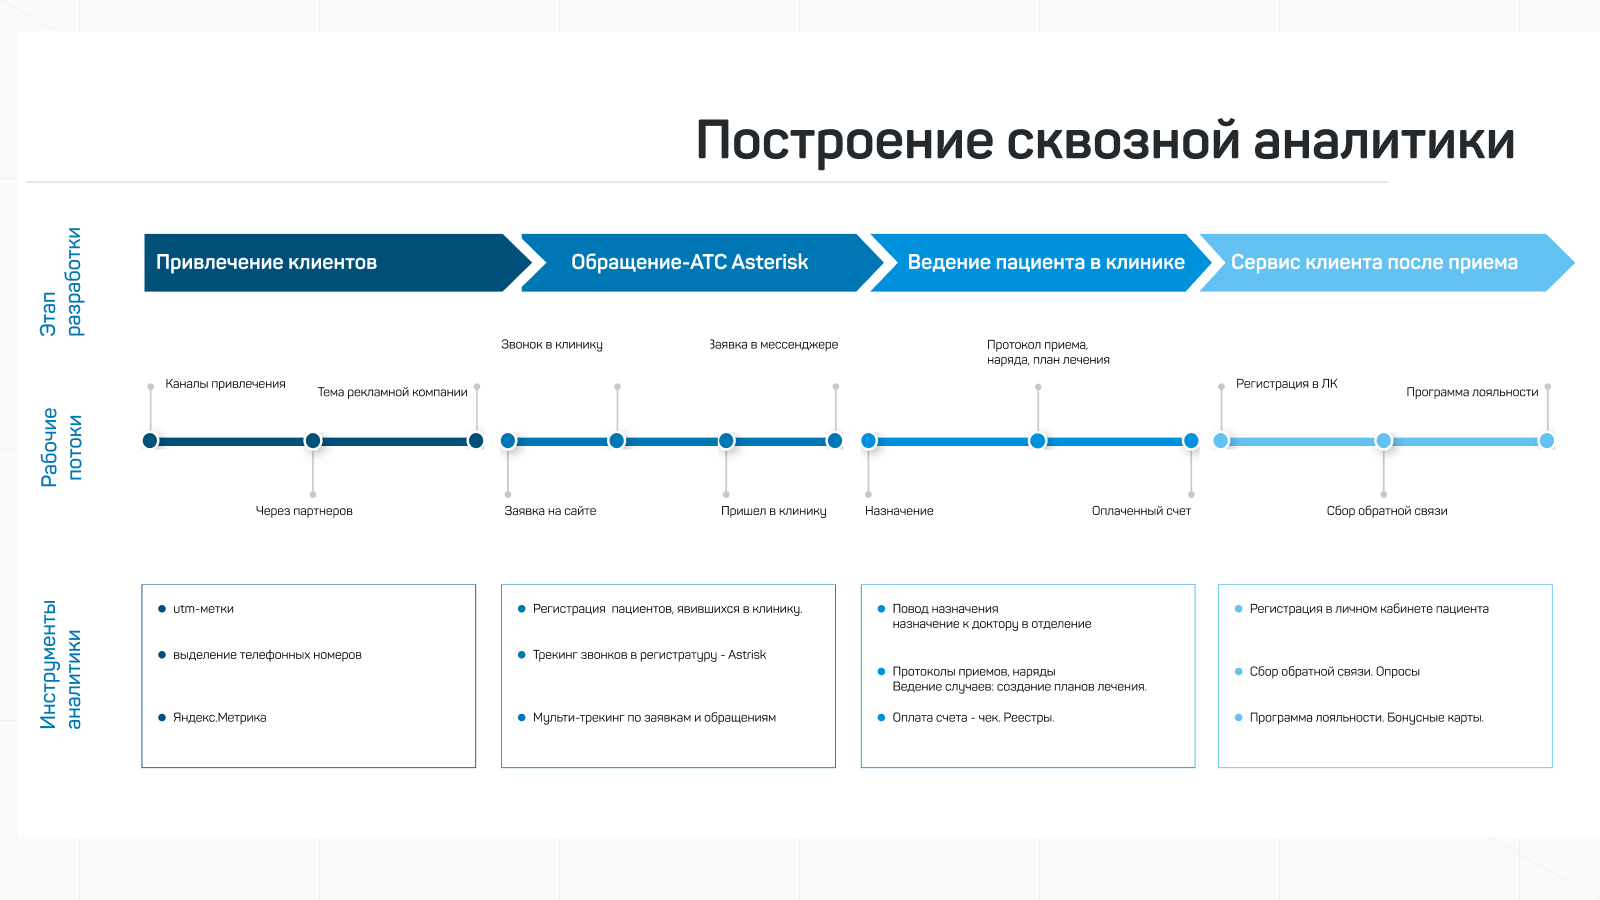 Построение сквозной аналитики
Этап
разработки
Привлечение клиентов
Обращение-АТС Asterisk
Ведение пациента в клинике
Сервис клиента после приема
Рабочие
потоки
Каналы привлечения
Тема рекламной компании
Через партнеров
Звонок в клинику
Заявка в мессенджере
Заявка на сайте
Пришел в клинику
Протокол приема,
наряда, план лечения
Назначение
Оплаченный счет
Регистрация в ЛК
Программа лояльности
Сбор обратной связи
Инструменты
аналитики
utm-метки
выделение телефонных номеров
Яндекс.Метрика
Регистрация пациентов, явившихся в клинику.
Трекинг звонков в регистратуру - Astrisk
Мульти-трекинг по заявкам и обращениям
Повод назначения
назначение к доктору в отделение
Протоколы приемов, наряды
Ведение случаев: создание планов лечения.
Оплата счета - чек. Реестры.
Регистрация в личном кабинете пациента
Сбор обратной связи. Опросы
Программа лояльности. Бонусные карты.